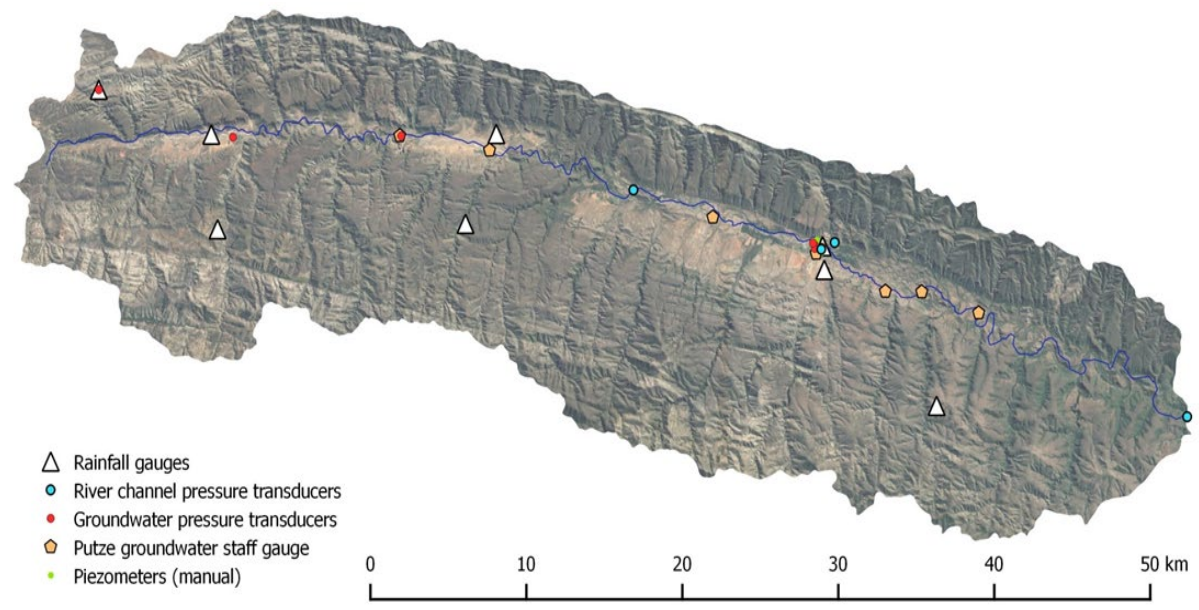 Rainfall gauges
River channel pressure transducers
Groundwater pressure transducers
Putze groundwater staff gauge
Piezometers (manual)
0 10 20 30 40 50 km